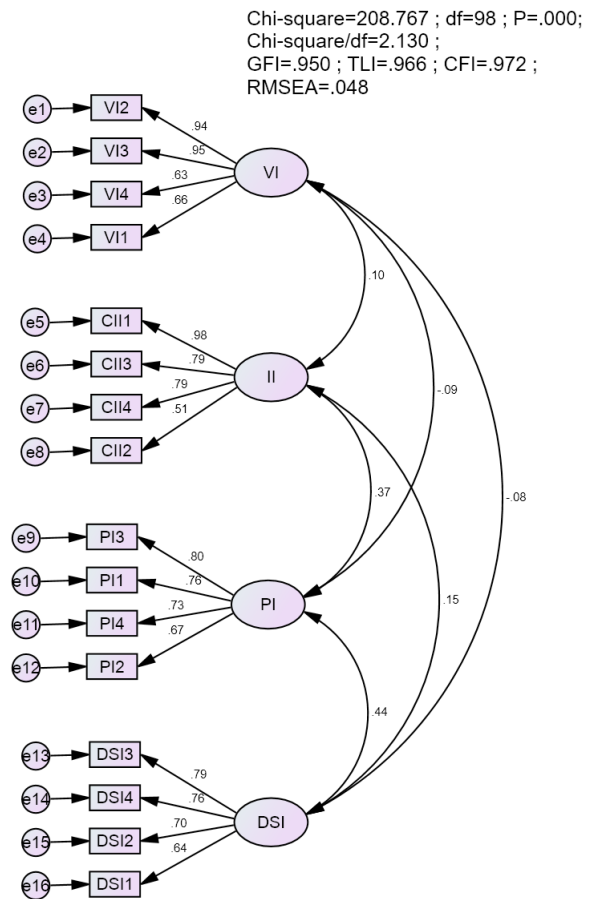 Chi-square=208.767 ; df=98 ; P=.000;
Chi-square/df=2.130 ;
GFI=.950 ; TLI=.966 ; CFI=.972 ;
RMSEA=.048
e1 VI2 .94
e2 VI3 .95 VI
e3 VI4 .63
e4 VI1 .66
.10
e5 CII1 .98
e6 CII3 .79 II
e7 CII4 .79
e8 CII2 .51
-.09
.37
-.08
e9 PI3 .80
e10 PI1 .76 PI
e11 PI4 .73
e12 PI2 .67
.15
.44
e13 DSI3 .79
e14 DSI4 .76 DSI
e15 DSI2 .70
e16 DSI1 .64